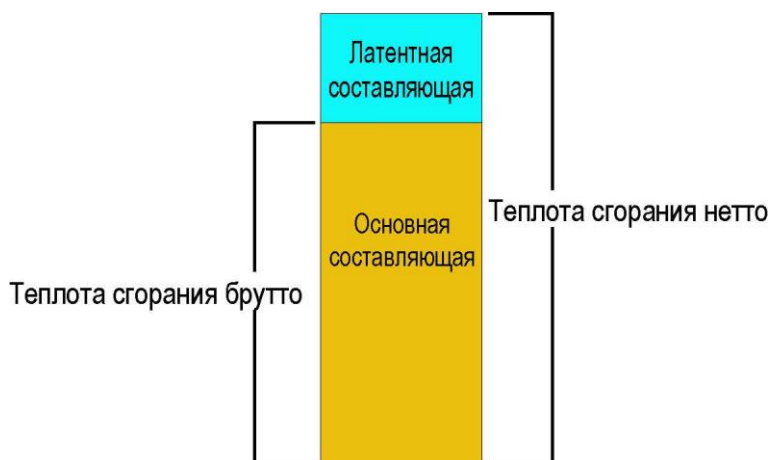 Латентная
составляющая
Основная
составляющая
Теплота сгорания нетто
Теплота сгорания брутто